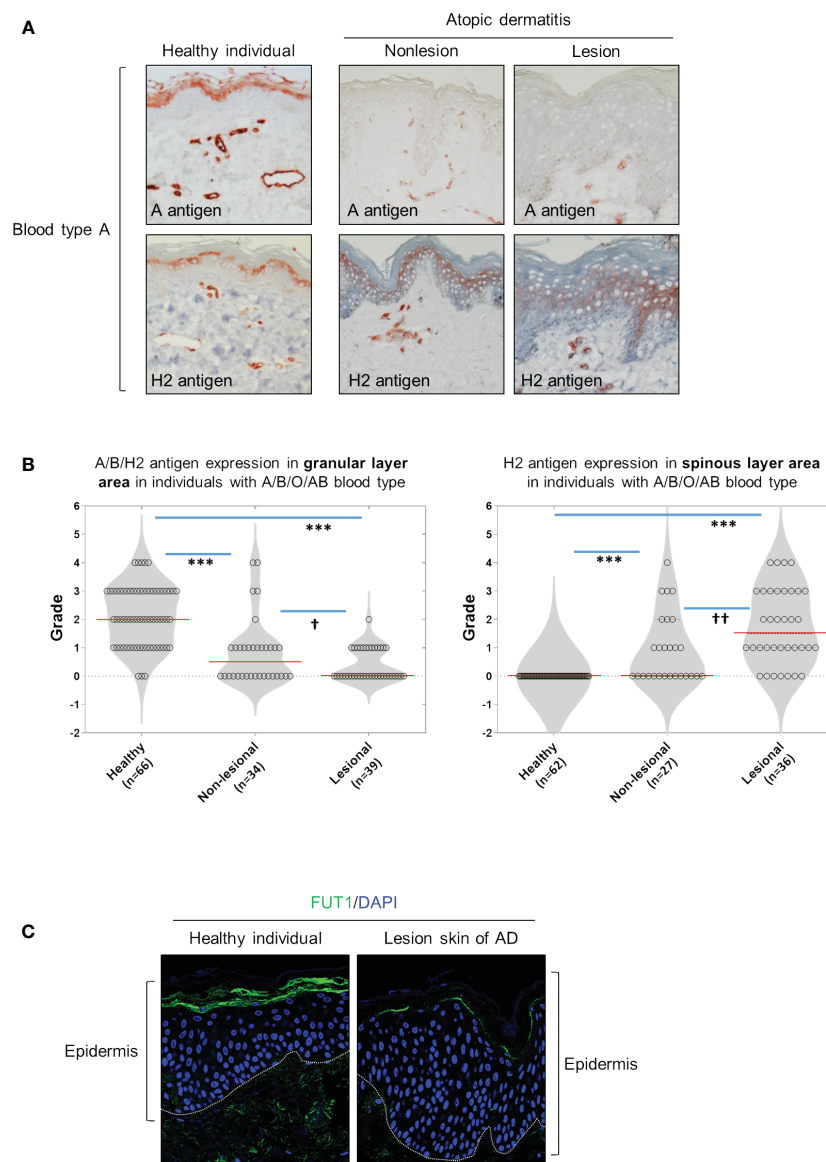 A
Atopic dermatitis
Healthy individual
Nonlesion
Lesion
Blood type A
A antigen
A antigen
A antigen
H2 antigen
H2 antigen
H2 antigen
B
A/B/H2 antigen expression in granular layer
area in individuals with A/B/O/AB blood type
Grade
6
5
4
3
2
1
0
-1
-2
***
***
†
Healthy
(n=66)
Non-lesional
(n=34)
Lesional
(n=39)
H2 antigen expression in spinous layer area
in individuals with A/B/O/AB blood type
Grade
6
5
4
3
2
1
0
-1
-2
***
***
††
Healthy
(n=62)
Non-lesional
(n=27)
Lesional
(n=36)
C
FUT1/DAPI
Healthy individual
Lesion skin of AD
Epidermis
Epidermis